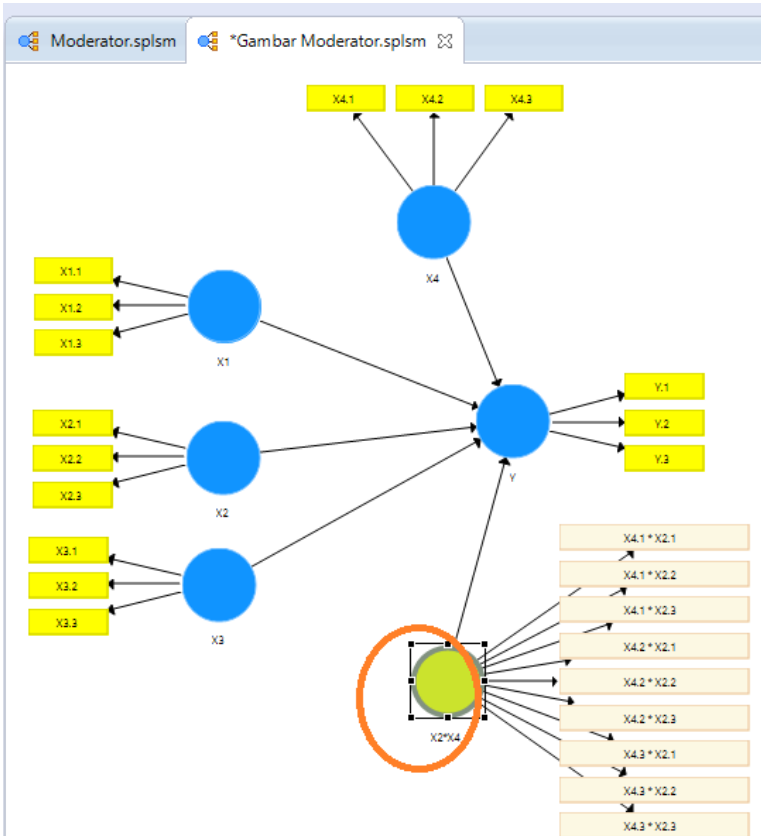 Moderator.splsm
*Gambar Moderator.splsm
X4.1 X4.2 X4.3
X4
X1.1
X1.2
X1.3
X1
X2.1
X2.2
X2.3
X2
X3.1
X3.2
X3.3
X3
Y.1
Y.2
Y.3
Y
X2*X4
X4.1 * X2.1
X4.1 * X2.2
X4.1 * X2.3
X4.2 * X2.1
X4.2 * X2.2
X4.2 * X2.3
X4.3 * X2.1
X4.3 * X2.2
X4.3 * X2.3